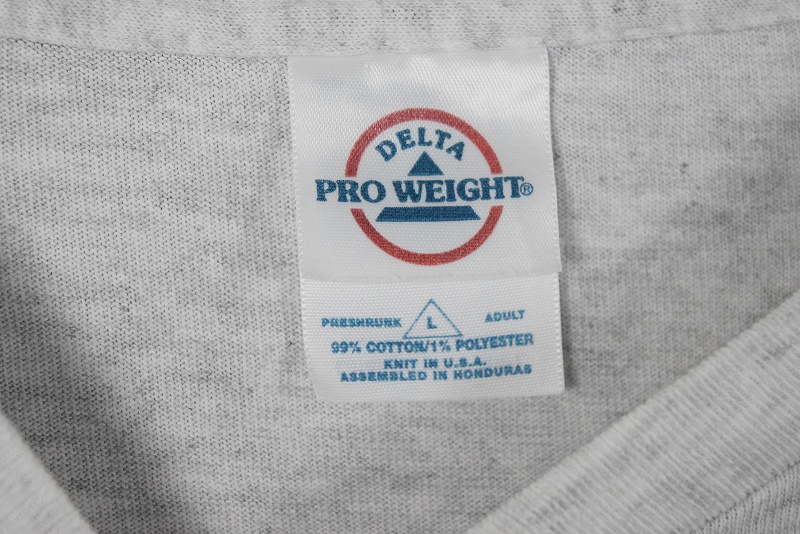 DELTA
PRO WEIGHT®
PRESHRUNK L ADULT
99% COTTON/1% POLYESTER
KNIT IN U.S.A.
ASSEMBLED IN HONDURAS